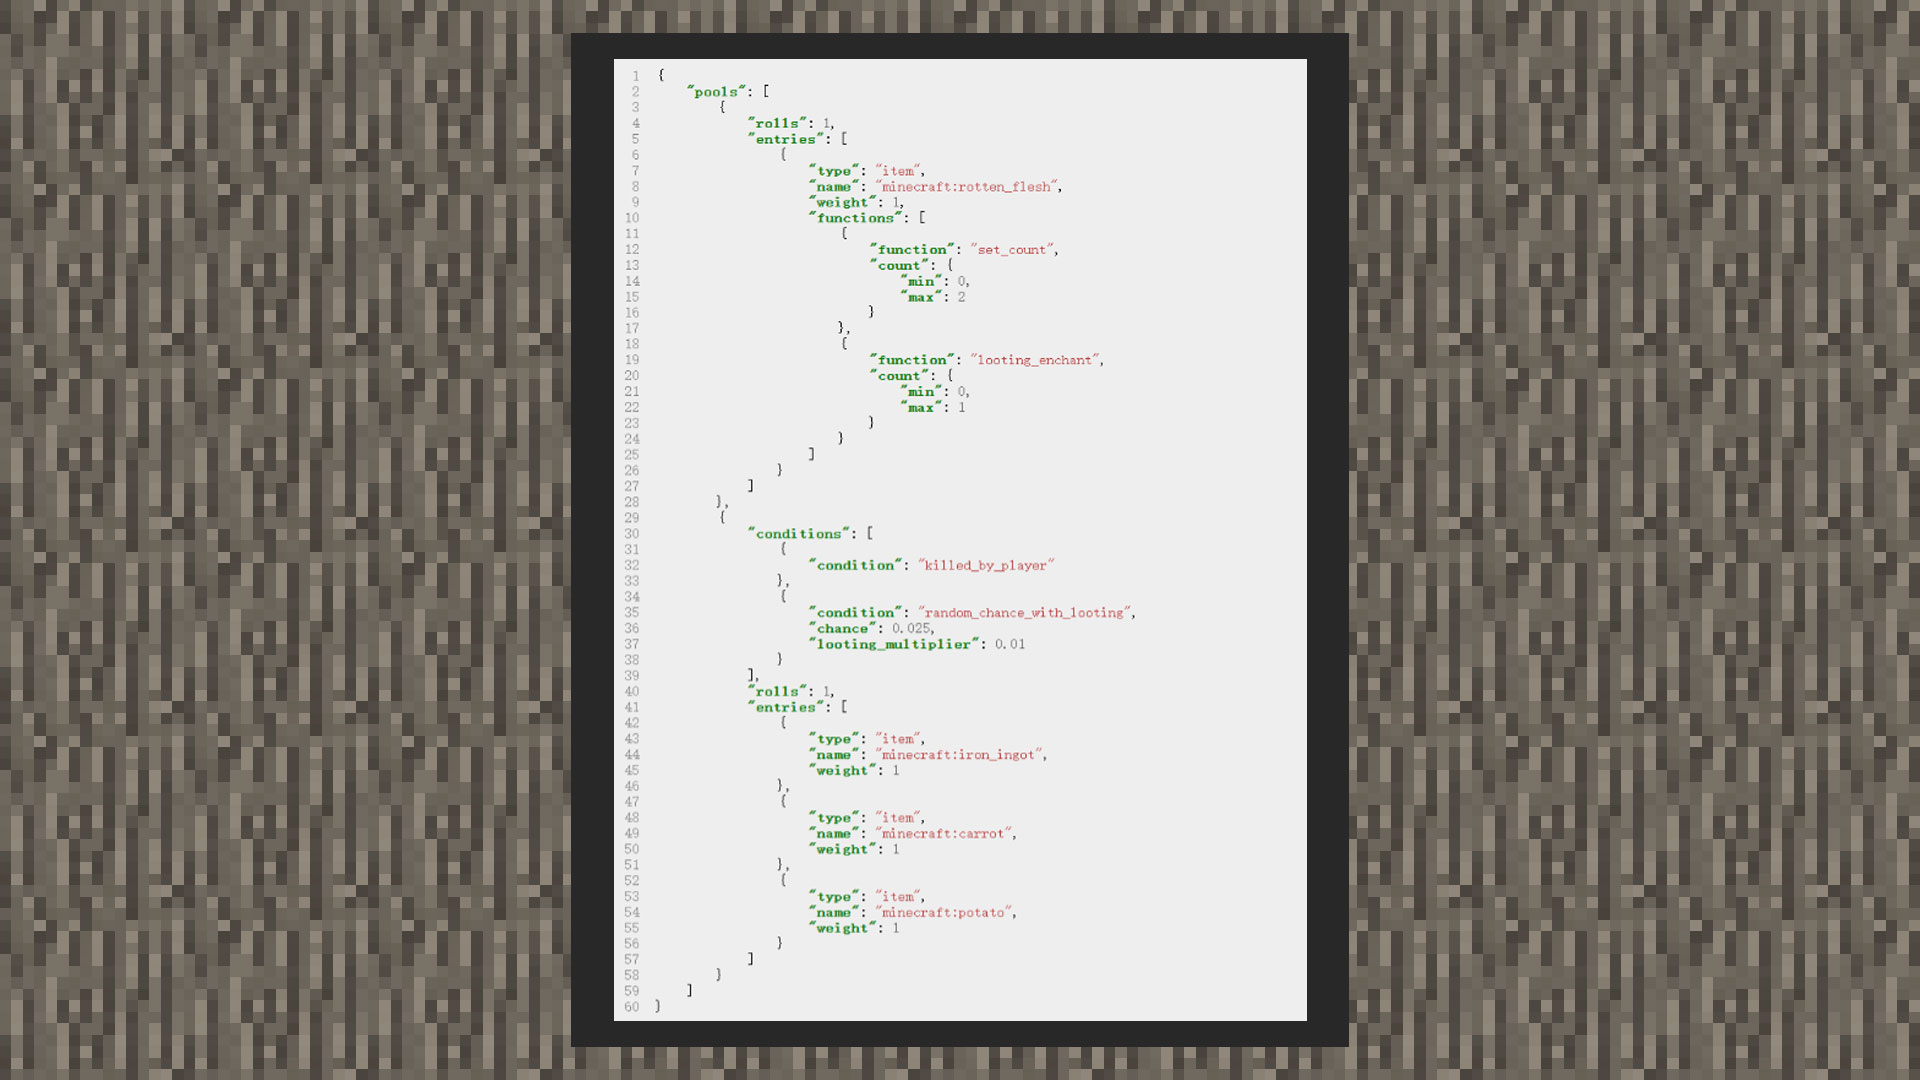 1 {
2 "pools": [
3 {
4 "rolls": 1,
5 "entries": [
6 {
7 "type": "item",
8 "name": "minecraft:rotten_flesh",
9 "weight": 1,
10 "functions": [
11 {
12 "function": "set_count",
13 "count": {
14 "min": 0,
15 "max": 2
16 }
17 },
18 {
19 "function": "looting_enchant",
20 "count": {
21 "min": 0,
22 "max": 1
23 }
24 }
25 ]
26 }
27 ]
28 },
29 {
30 "conditions": [
31 {
32 "condition": "killed_by_player"
33 },
34 {
35 "condition": "random_chance_with_looting",
36 "chance": 0.025,
37 "looting_multiplier": 0.01
38 }
39 ],
40 "rolls": 1,
41 "entries": [
42 {
43 "type": "item",
44 "name": "minecraft:iron_ingot",
45 "weight": 1
46 },
47 {
48 "type": "item",
49 "name": "minecraft:carrot",
50 "weight": 1
51 },
52 {
53 "type": "item",
54 "name": "minecraft:potato",
55 "weight": 1
56 }
57 ]
58 }
59 ]
60 }